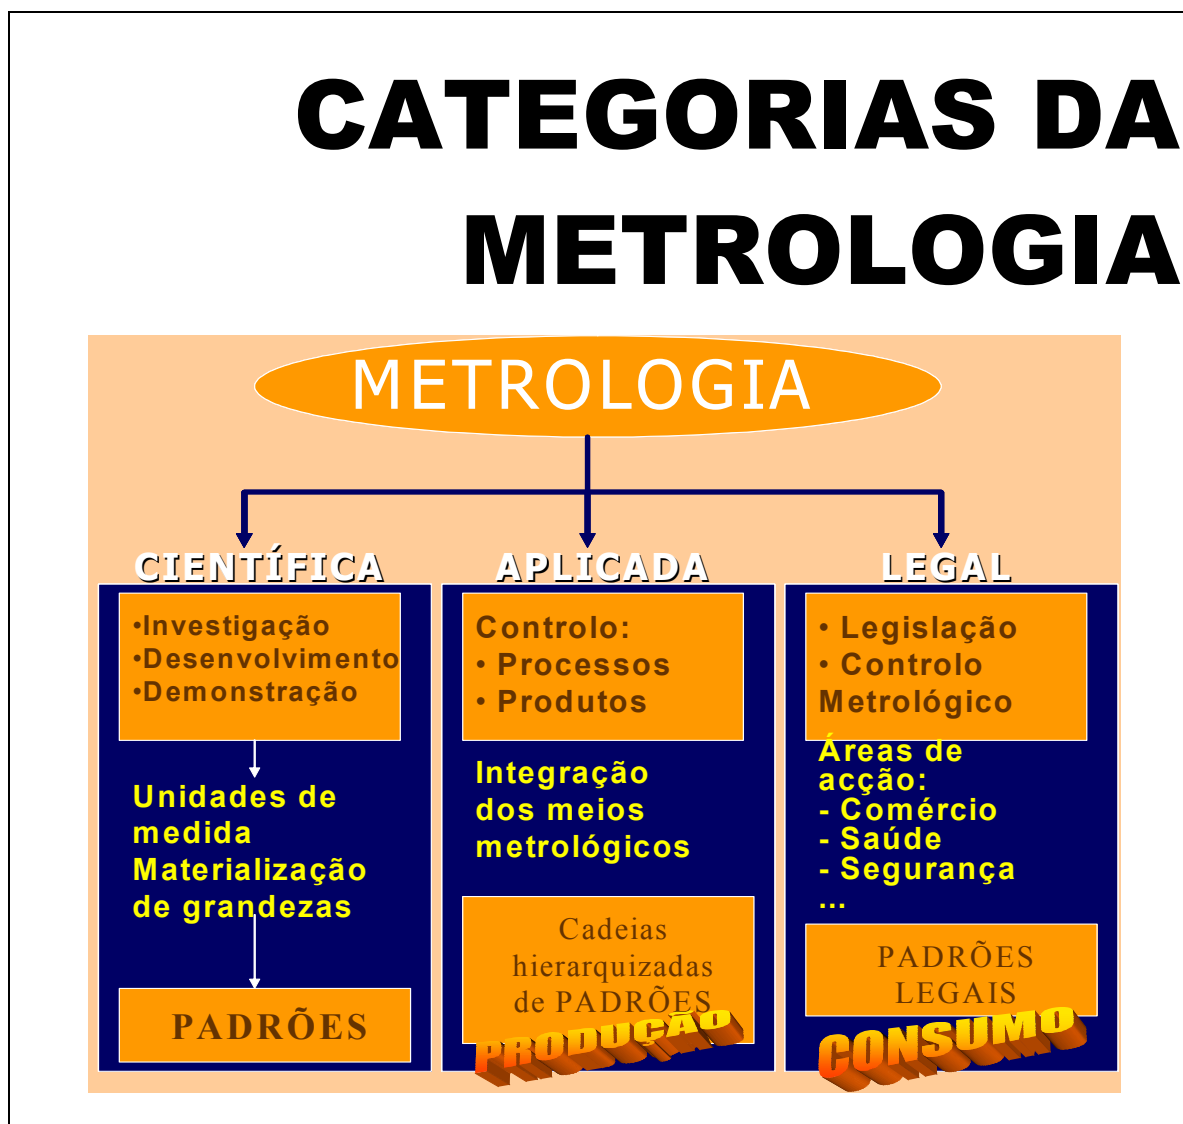 CATEGORIAS DA
METROLOGIA
METROLOGIA
CIENTÍFICA
•Investigação
•Desenvolvimento
•Demonstração
Unidades de
medida
Materialização
de grandezas
PADRÕES
APLICADA
Controlo:
• Processos
• Produtos
Integração
dos meios
metrológicos
Cadeias
hierarquizadas
de PADRÕES
PRODUÇÃO
LEGAL
• Legislação
• Controlo
Metrológico
Áreas de
acção:
- Comércio
- Saúde
- Segurança
...
PADRÕES
LEGAIS
CONSUMO